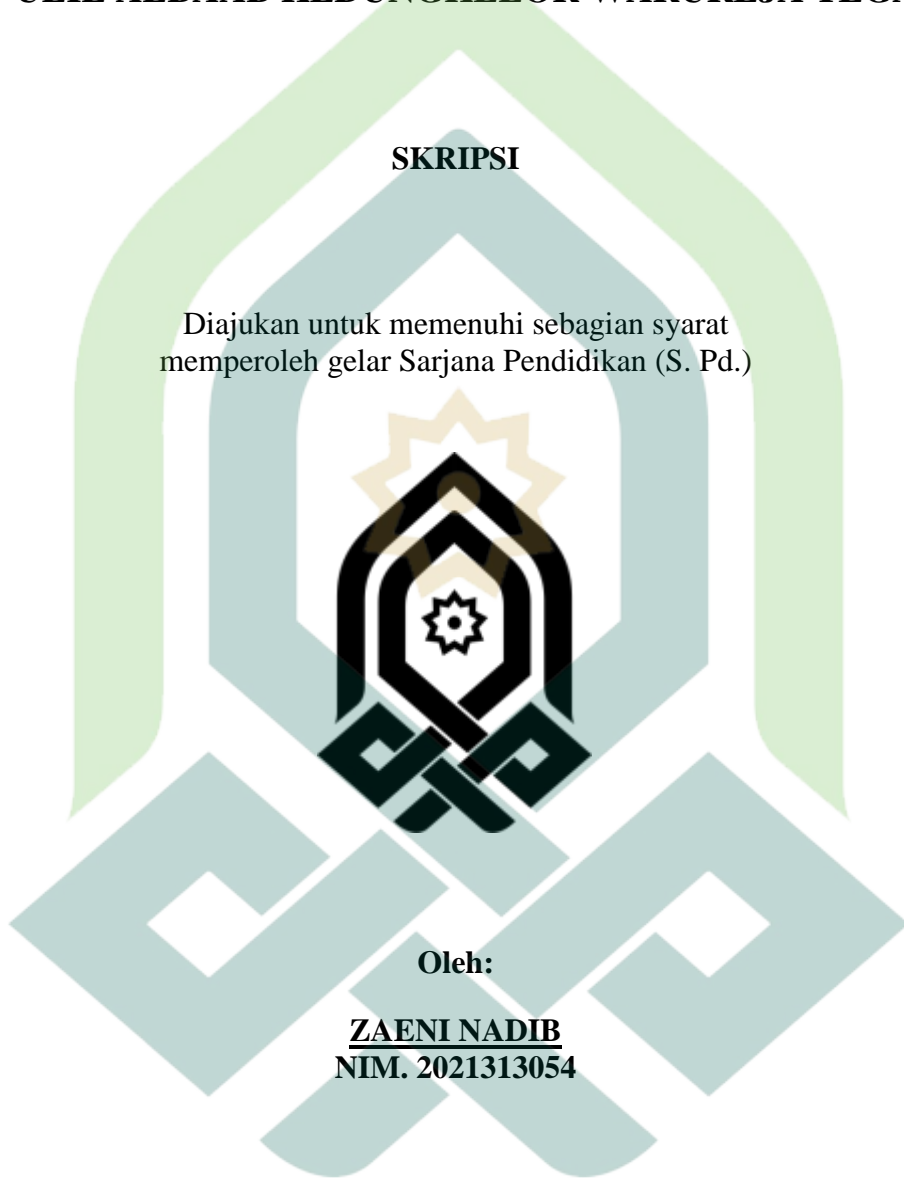 SKRIPSI
Diajukan untuk memenuhi sebagian syarat
memperoleh gelar Sarjana Pendidikan (S. Pd.)
Oleh:
ZAENI NADIB
NIM. 2021313054